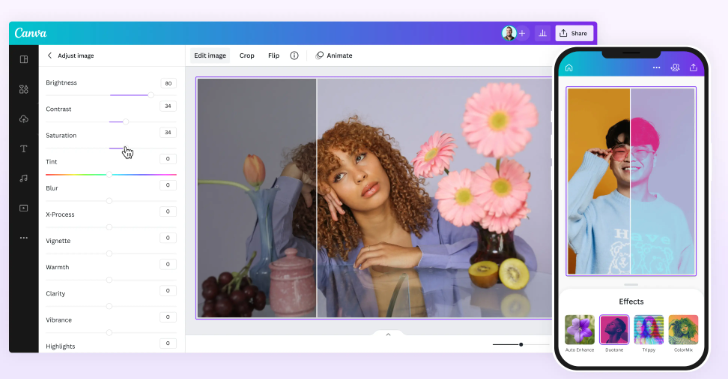 Canva
Share
Adjust image
Edit image
Crop
Flip
Animate
Brightness
80
Contrast
34
Saturation
34
Tint
0
Blur
0
X-Process
0
Vignette
0
Warmth
0
Clarity
0
Vibrance
0
Highlights
0
Effects
Auto Enhance
Duotone
Trippy
ColorMix